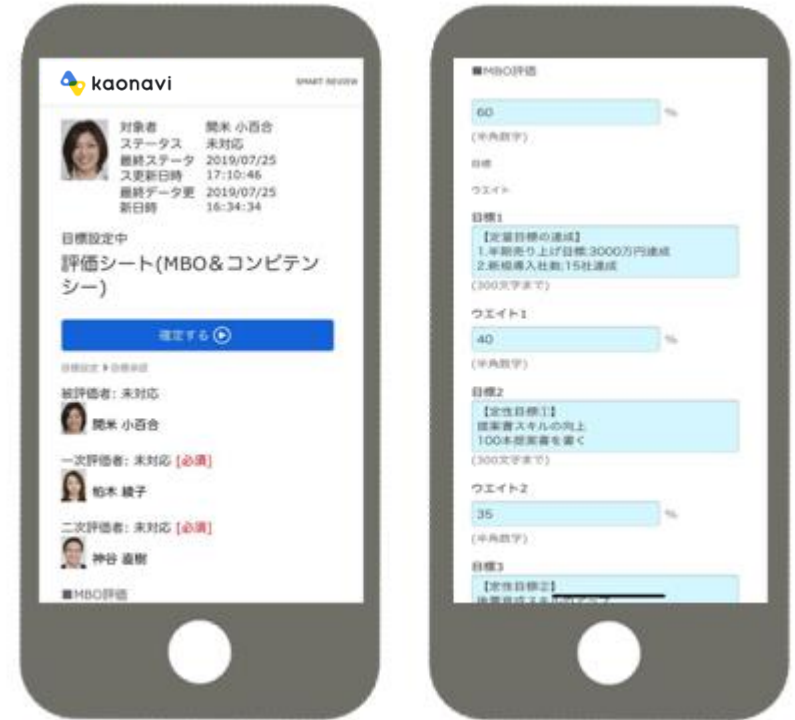 kaonavi
SMART REVIEW
対象者 開米 小百合
ステータス 未対応
最終ステータ 2019/07/25
ス更新日時 17:10:46
最終データ更 2019/07/25
新日時 16:34:34
目標設定中
評価シート(MBO&コンピテン
シー)
確定する
目標設定 目標承認
被評価者: 未対応
開米 小百合
一次評価者: 未対応 [必須]
柏木 綾子
二次評価者: 未対応 [必須]
神谷 直樹
■MBO評価
■MBO評価
60 %
(半角数字)
目標
ウエイト
目標1
【定量目標の達成】
1.半期売り上げ目標:3000万円達成
2.新規導入社数:15社達成
(300文字まで)
ウエイト1
40 %
(半角数字)
目標2
【定性目標①】
提案書スキルの向上
100本提案書を書く
(300文字まで)
ウエイト2
35 %
(半角数字)
目標3
【定性目標②】